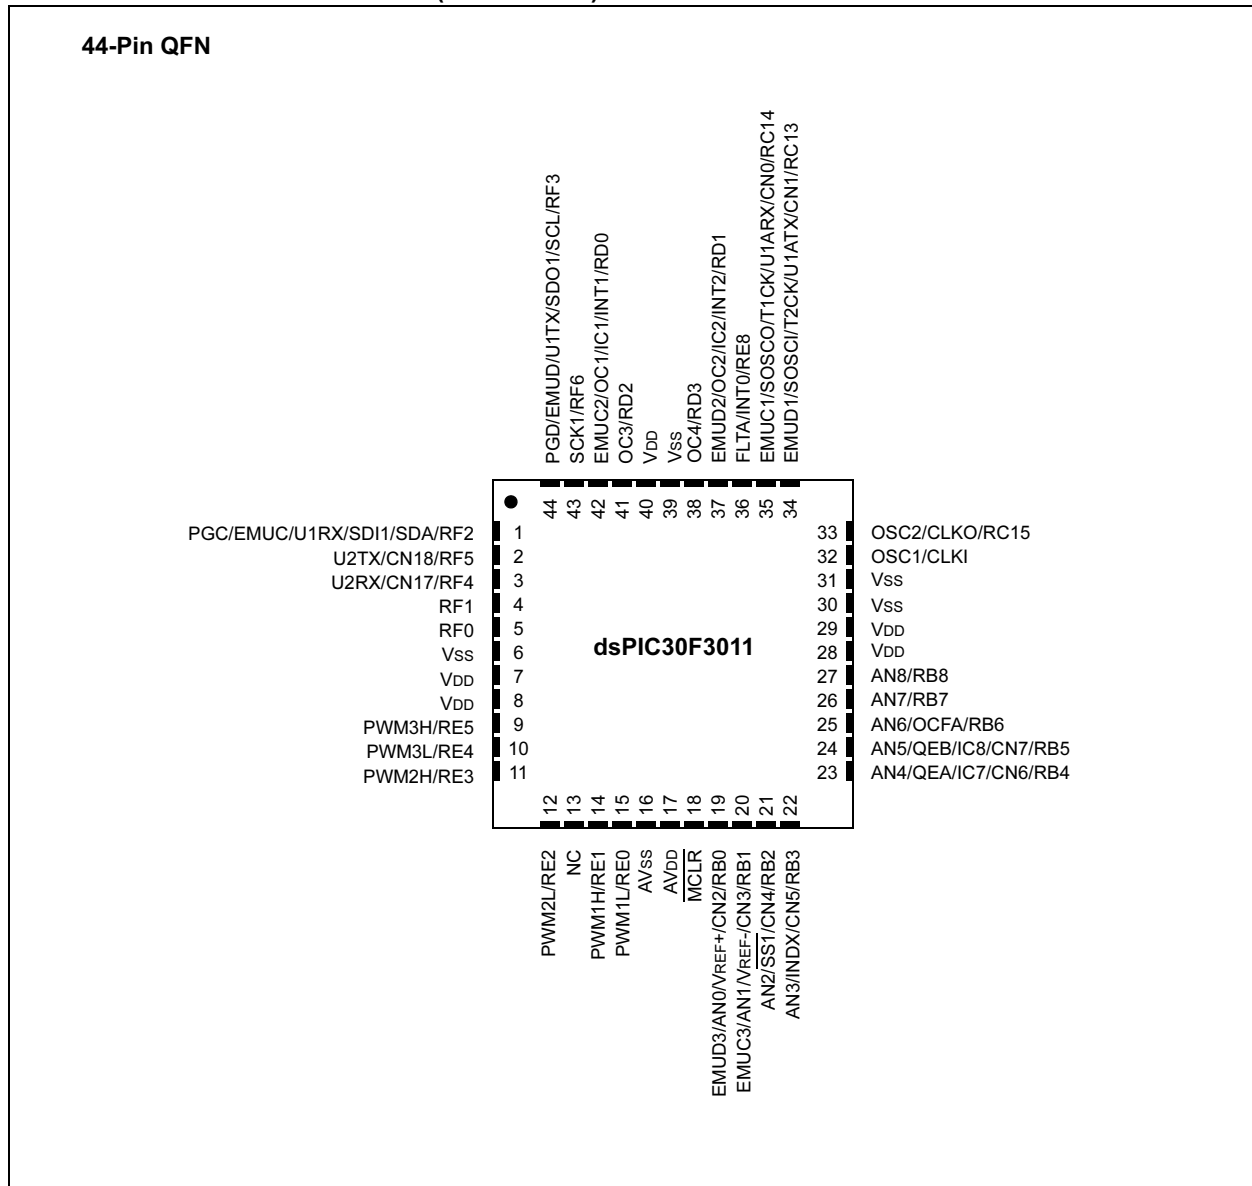 44-Pin QFN
PGD/EMUD/U1TX/SDO1/SCL/RF3
SCK1/RF6
EMUC2/OC1/IC1/INT1/RD0
OC3/RD2
VDD
VSS
OC4/RD3
EMUD2/OC2/IC2/INT2/RD1
FLTA/INT0/RE8
EMUC1/SOSCO/T1CK/U1ARX/CN0/RC14
EMUD1/SOSCI/T2CK/U1ATX/CN1/RC13
44 43 42 41 40 39 38 37 36 35 34
PGC/EMUC/U1RX/SDI1/SDA/RF2 1
U2TX/CN18/RF5 2
U2RX/CN17/RF4 3
RF1 4
RF0 5
VSS 6
VDD 7
VDD 8
PWM3H/RE5 9
PWM3L/RE4 10
PWM2H/RE3 11
dsPIC30F3011
33 OSC2/CLKO/RC15
32 OSC1/CLKI
31 VSS
30 VSS
29 VDD
28 VDD
27 AN8/RB8
26 AN7/RB7
25 AN6/OCFA/RB6
24 AN5/QEB/IC8/CN7/RB5
23 AN4/QEA/IC7/CN6/RB4
12 13 14 15 16 17 18 19 20 21 22
PWM2L/RE2
NC
PWM1H/RE1
PWM1L/RE0
AVSS
AVDD
MCLR
EMUD3/AN0/VREF+/CN2/RB0
EMUC3/AN1/VREF-/CN3/RB1
AN2/SS1/CN4/RB2
AN3/INDX/CN5/RB3